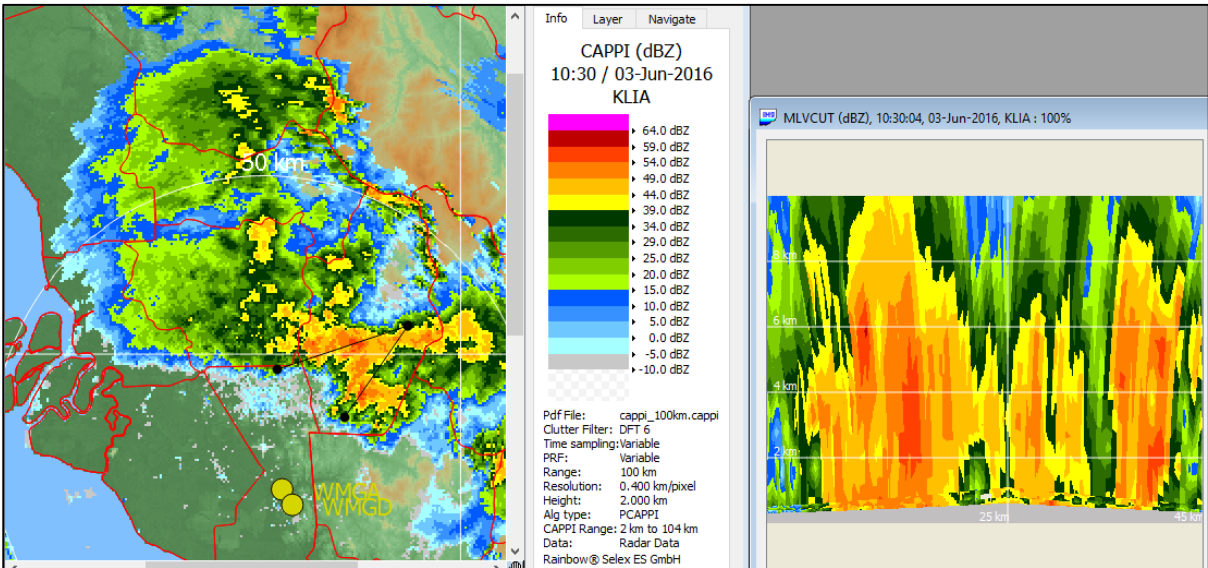 50 km
WMGA
WMGD
Info Layer Navigate
CAPPI (dBZ)
10:30 / 03-Jun-2016
KLIA
64.0 dBZ
59.0 dBZ
54.0 dBZ
49.0 dBZ
44.0 dBZ
39.0 dBZ
34.0 dBZ
29.0 dBZ
25.0 dBZ
20.0 dBZ
15.0 dBZ
10.0 dBZ
5.0 dBZ
0.0 dBZ
-5.0 dBZ
-10.0 dBZ
Pdf File: cappi_100km.cappi
Clutter Filter: DFT 6
Time sampling:Variable
PRF: Variable
Range: 100 km
Resolution: 0.400 km/pixel
Height: 2.000 km
Alg type: PCAPPI
CAPPI Range: 2 km to 104 km
Data: Radar Data
Rainbow® Selex ES GmbH
MLVCUT (dBZ), 10:30:04, 03-Jun-2016, KLIA : 100%
8 km
6 km
4 km
2 km
25 km
45 km